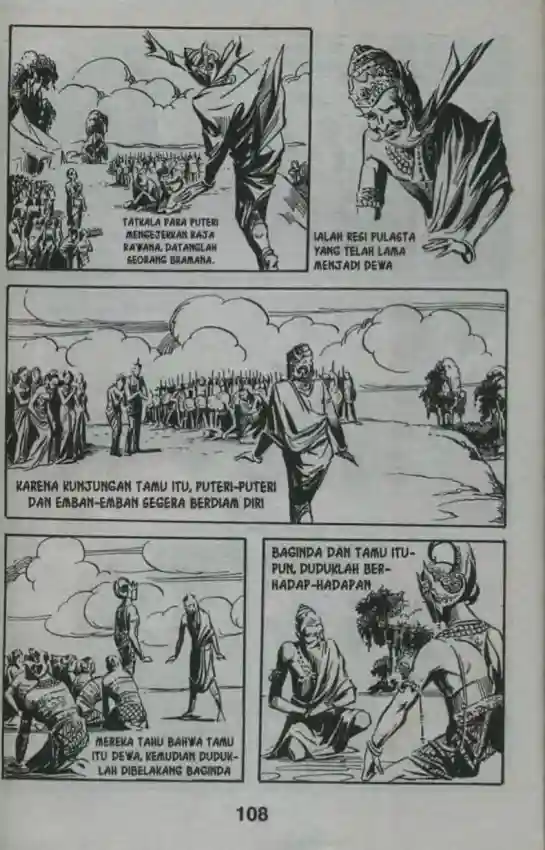 TATKALA PARA PUTERI
MENGEJERKAN RAJA
RAWANA, DATANGLAH
SEORANG BRAMANA.
IALAH RESI PULASTA
YANG TELAH LAMA
MENJADI DEWA
KARENA KUNJUNGAN TAMU ITU, PUTERI-PUTERI
DAN EMBAN-EMBAN SEGERA BERDIAM DIRI
MEREKA TAHU BAHWA TAMU
ITU DEWA, KEMUDIAN DUDUK-
LAH DIBELAKANG BAGINDA
BAGINDA DAN TAMU ITU-
PUN, DUDUKLAH BER-
HADAP-HADAPAN
108